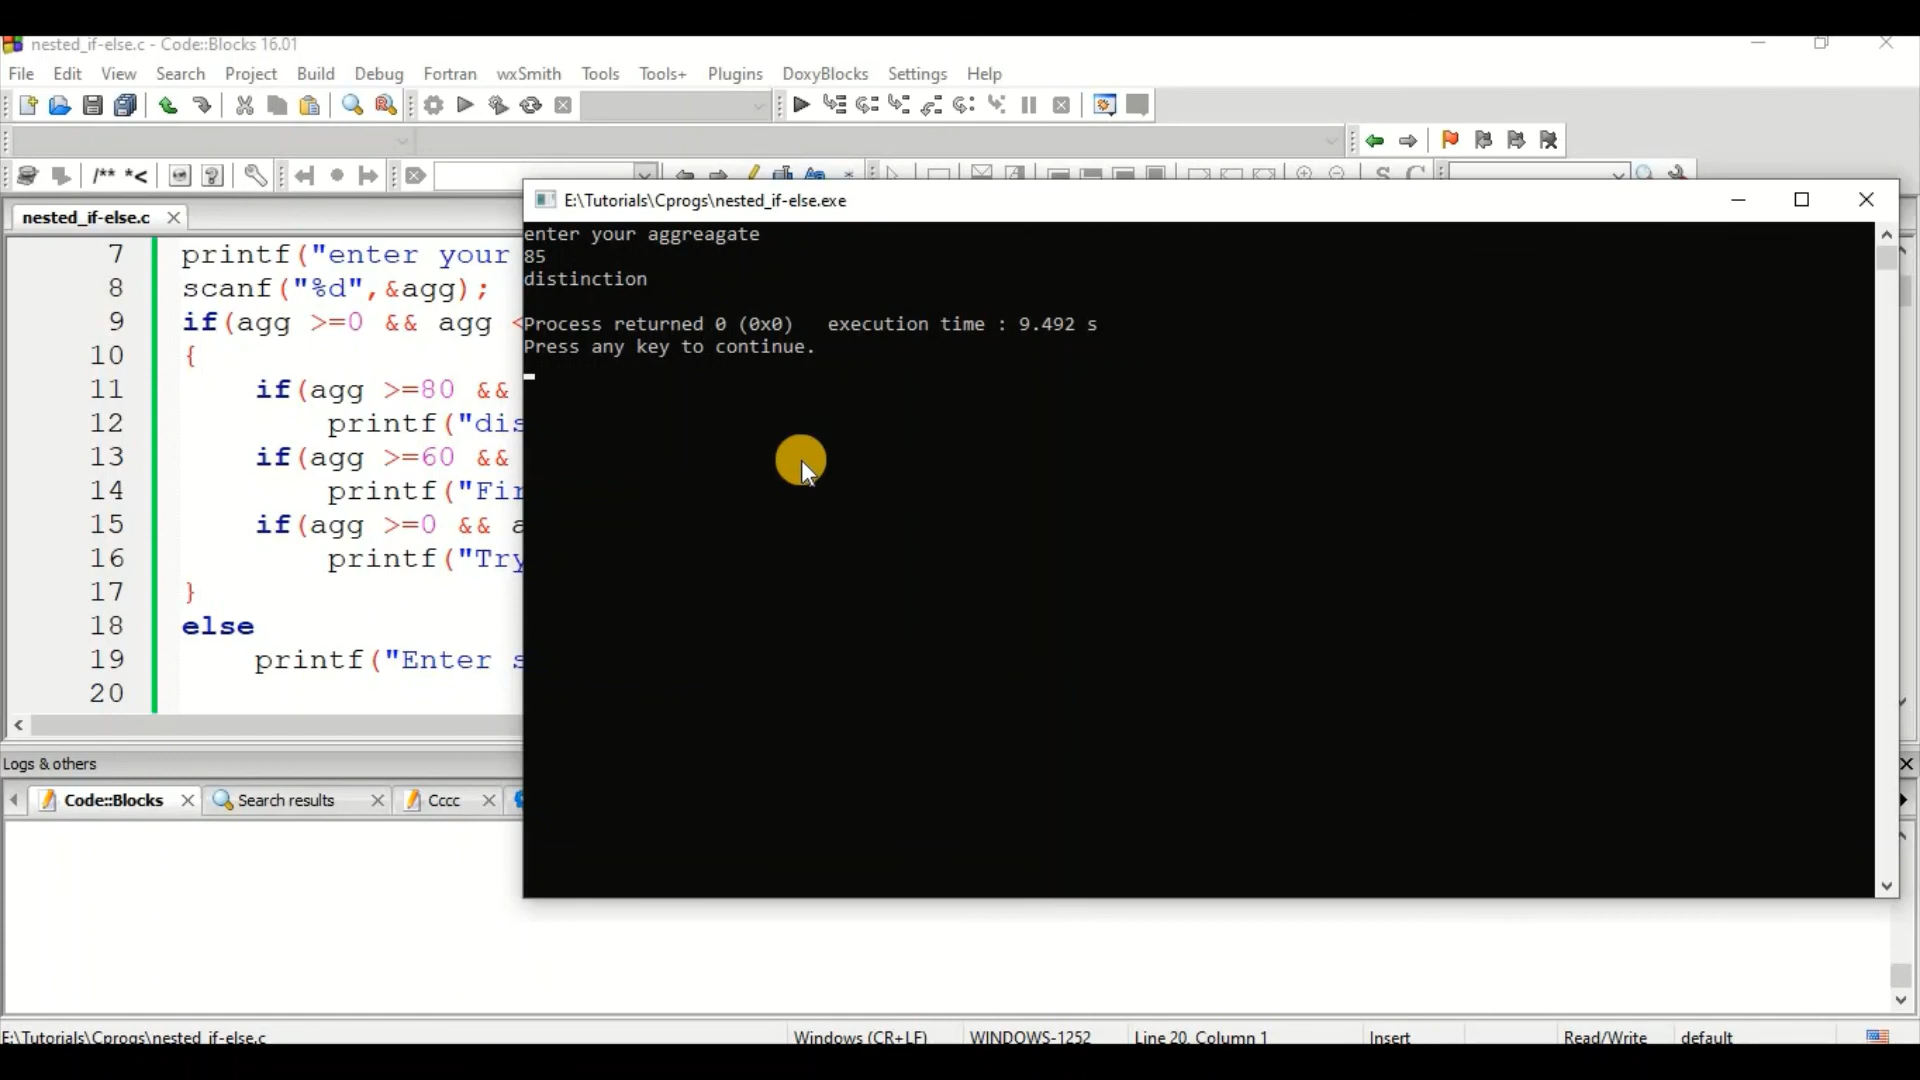 nested_if-else.c - Code::Blocks 16.01
File Edit View Search Project Build Debug Fortran wxSmith Tools Tools+ Plugins DoxyBlocks Settings Help
/** *<
nested_if-else.c
E:\Tutorials\Cprogs\nested_if-else.exe
7 printf("enter your
8 scanf("%d",&agg);
9 if(agg >=0 && agg <
10 {
11 if(agg >=80 &&
12 printf("dis
13 if(agg >=60 &&
14 printf("Fir
15 if(agg >=0 && a
16 printf("Try
17 }
18 else
19 printf("Enter s
20
enter your aggreagate
85
distinction
Process returned 0 (0x0)   execution time : 9.492 s
Press any key to continue.
Logs & others
Code::Blocks Search results Cccc
E:\Tutorials\Cprogs\nested_if-else.c Windows (CR+LF) WINDOWS-1252 Line 20, Column 1 Insert Read/Write default